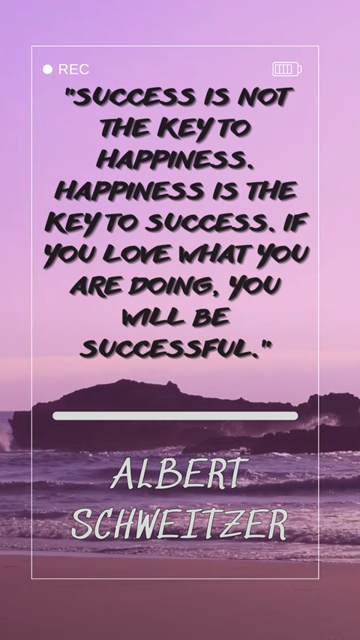 REC
"SUCCESS IS NOT
THE KEY TO
HAPPINESS.
HAPPINESS IS THE
KEY TO SUCCESS. IF
YOU LOVE WHAT YOU
ARE DOING, YOU
WILL BE
SUCCESSFUL."
ALBERT
SCHWEITZER